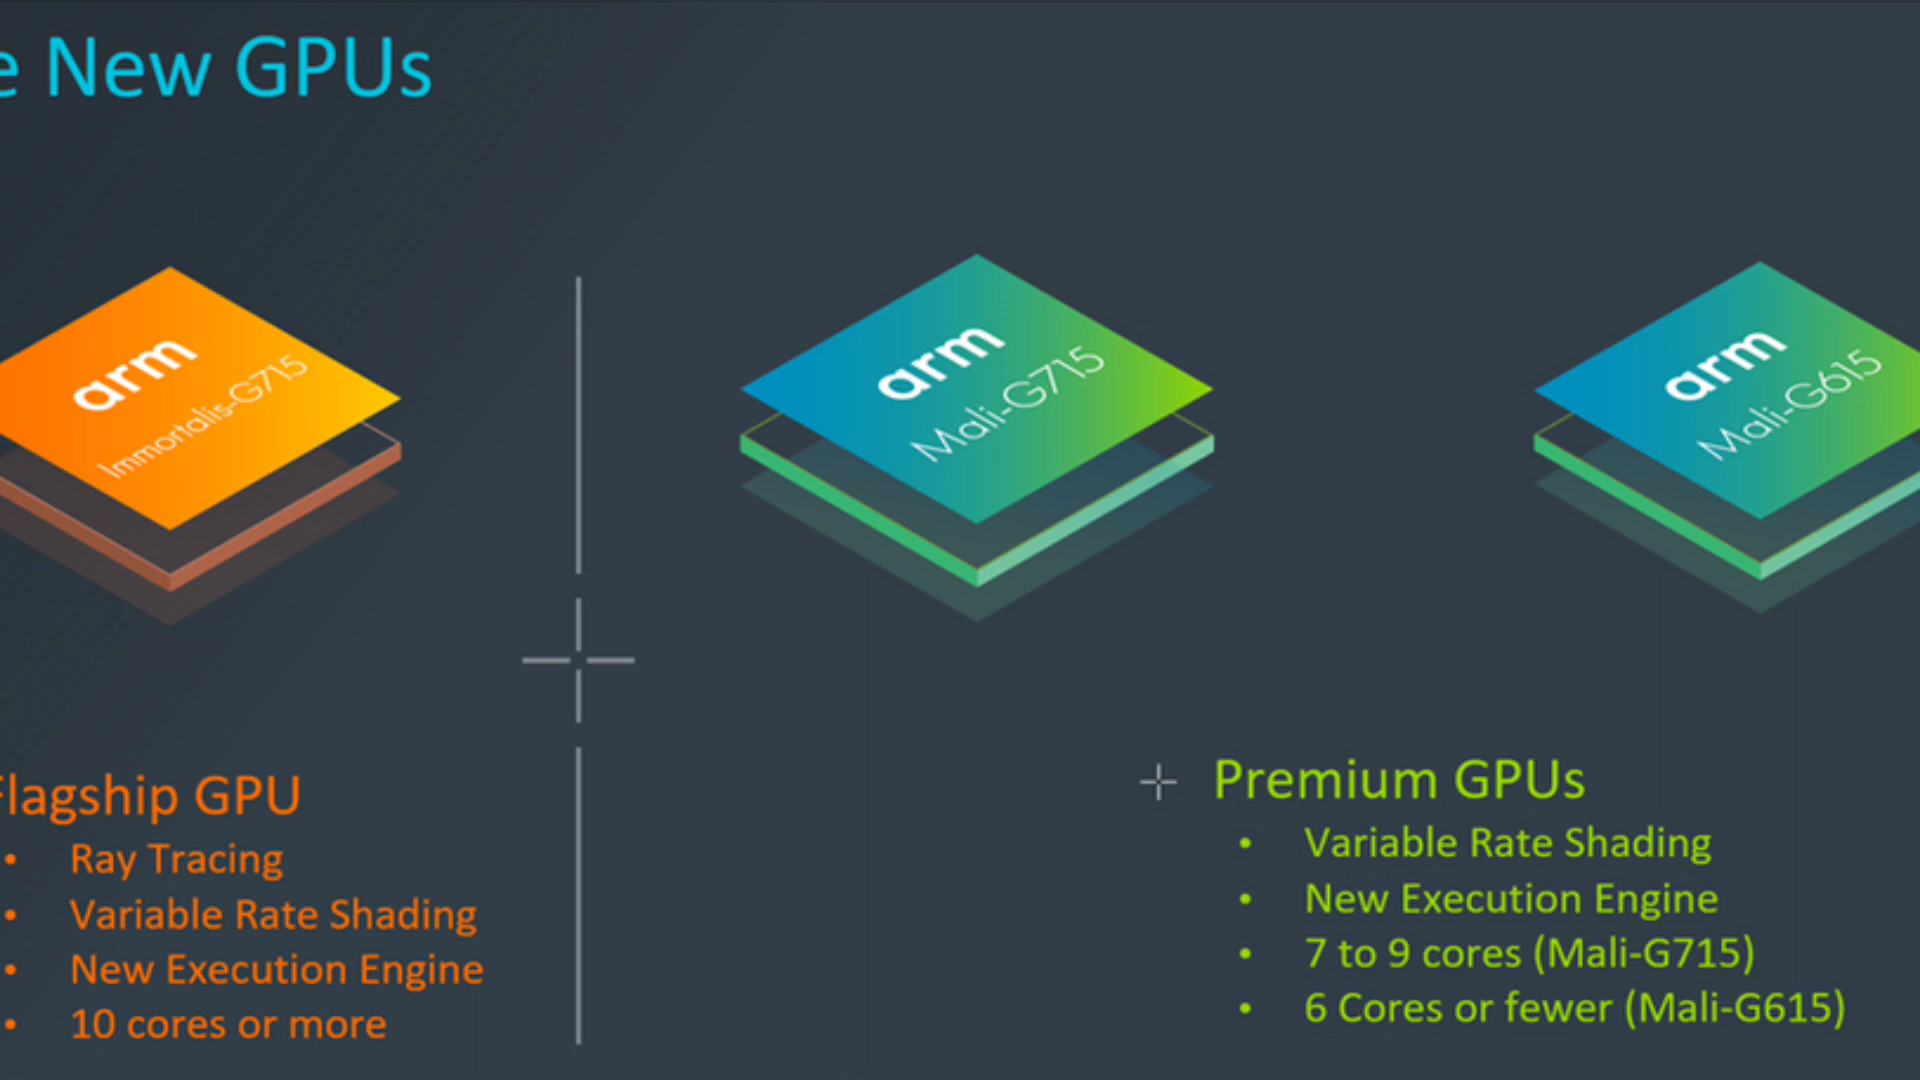 e New GPUs
arm
Immortalis-G715
arm
Mali-G715
arm
Mali-G615
Flagship GPU
• Ray Tracing
• Variable Rate Shading
• New Execution Engine
• 10 cores or more
Premium GPUs
• Variable Rate Shading
• New Execution Engine
• 7 to 9 cores (Mali-G715)
• 6 Cores or fewer (Mali-G615)